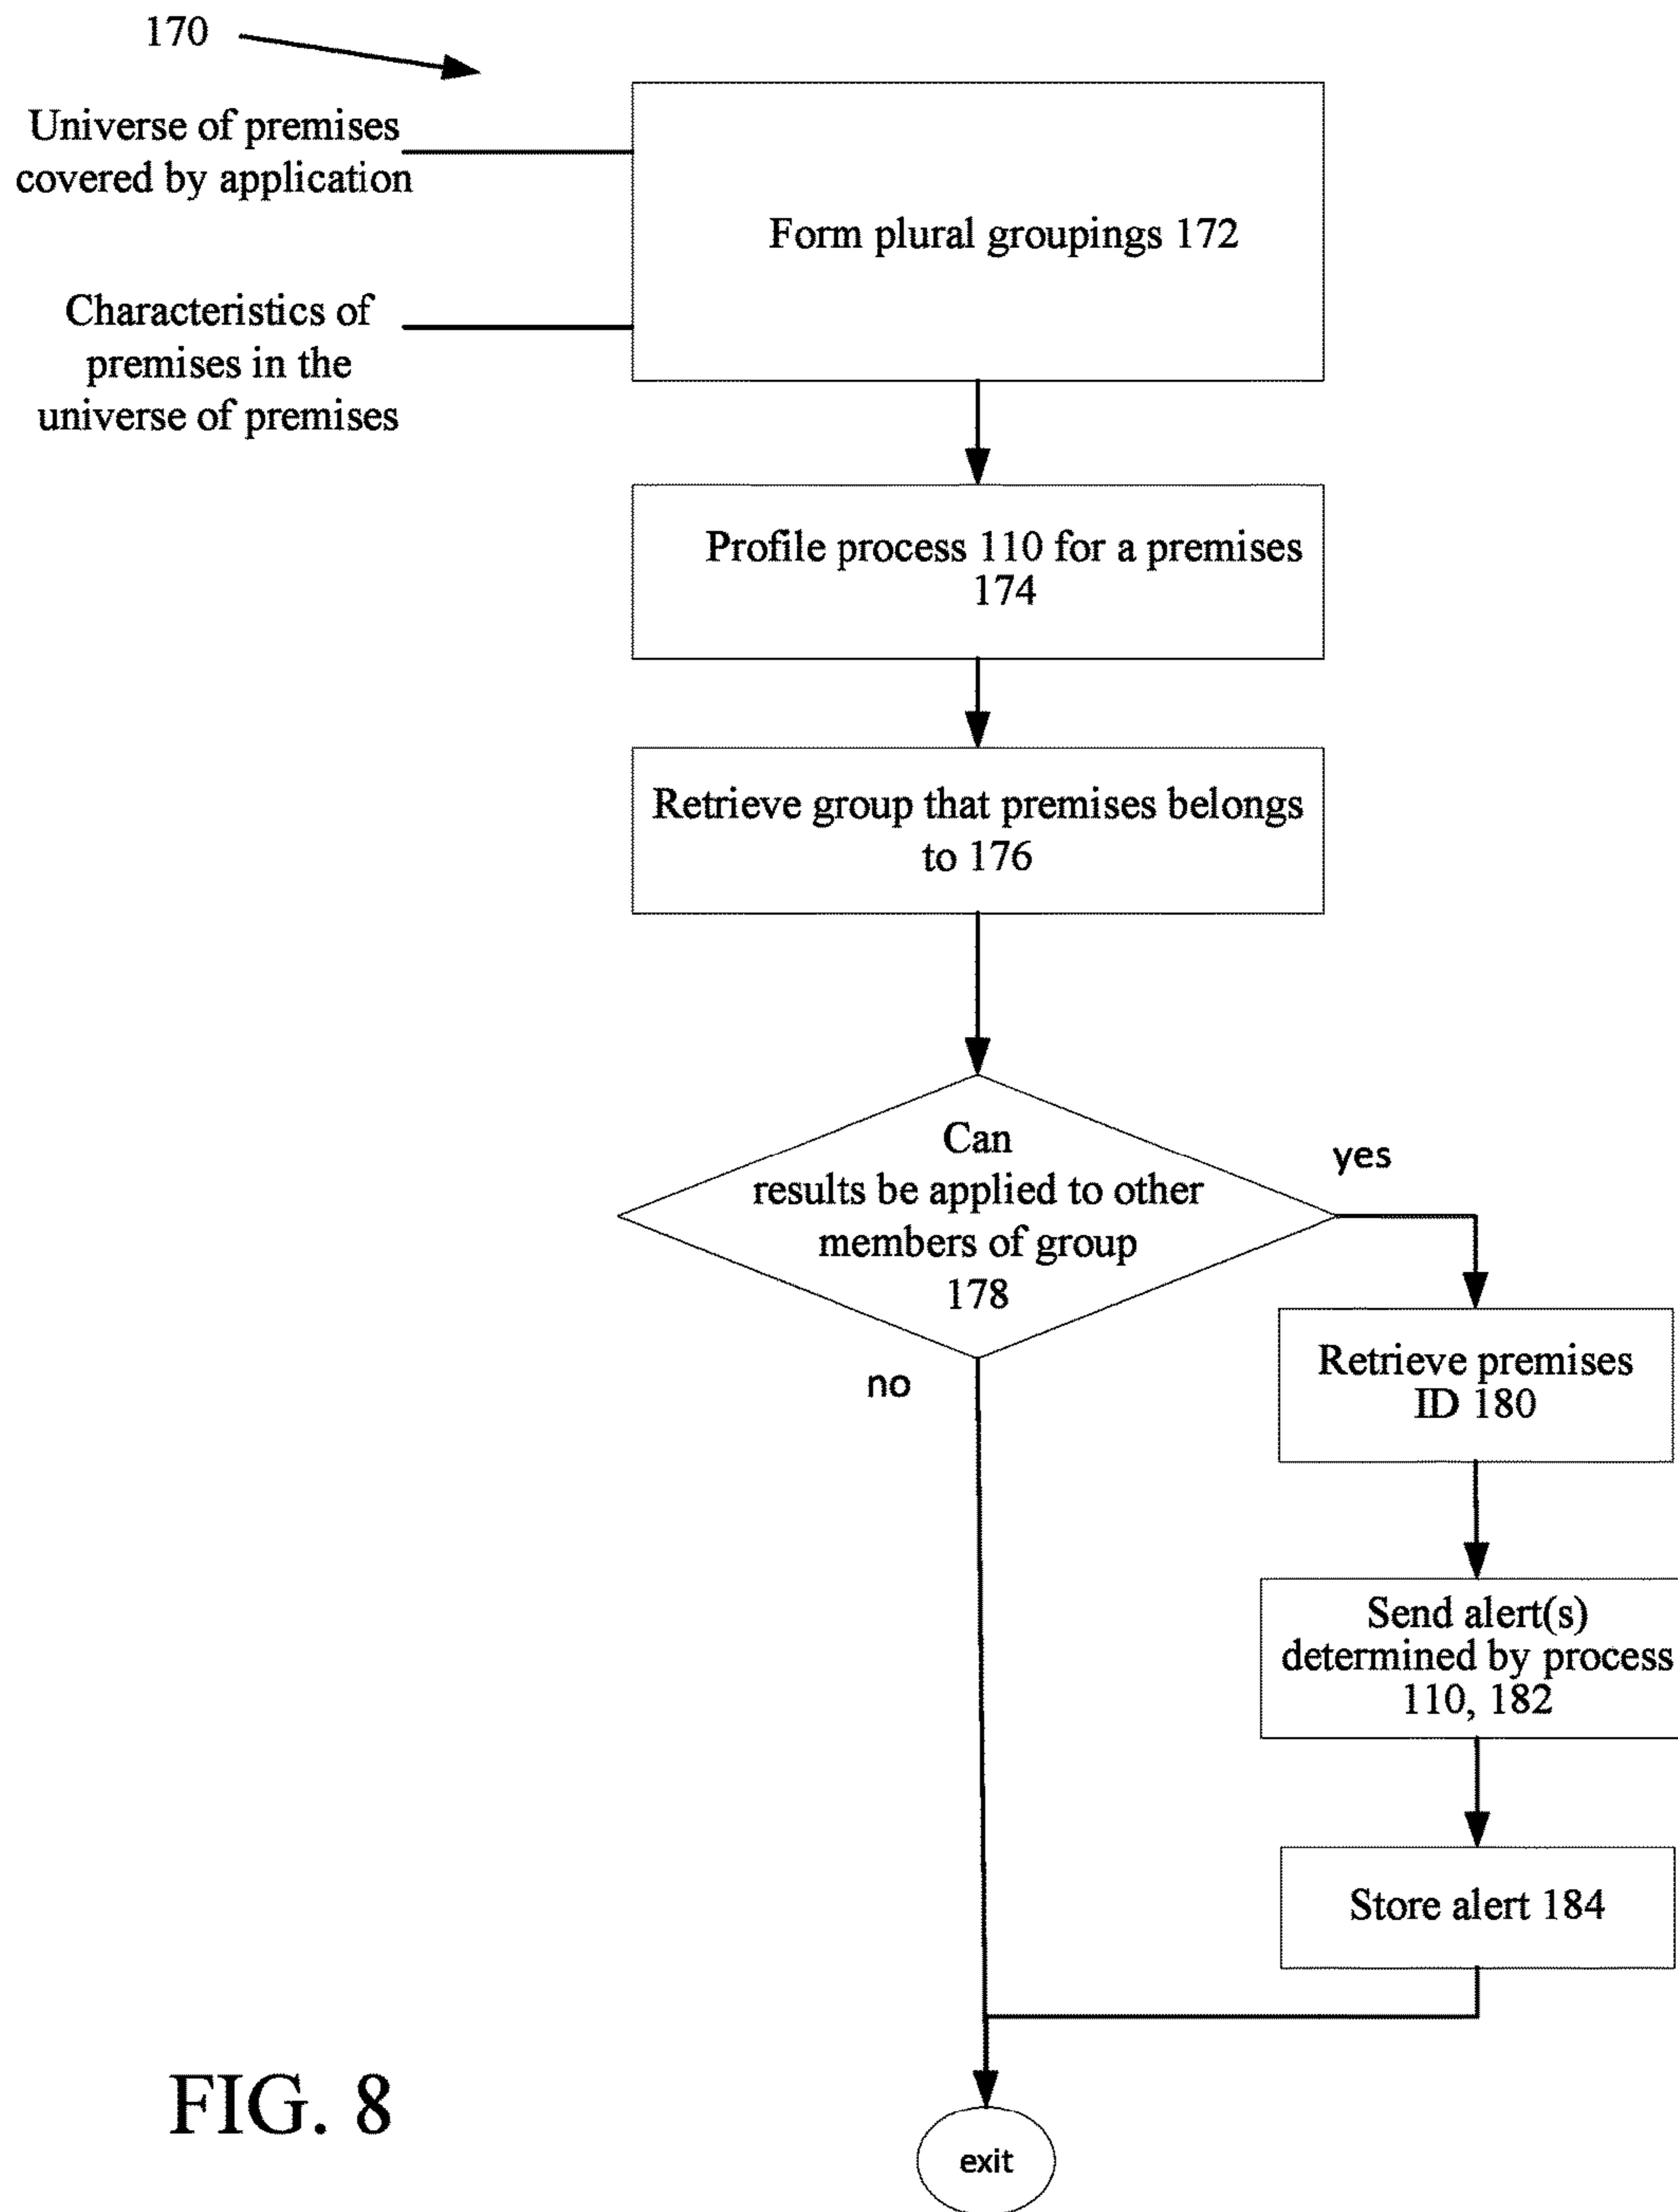 170
Universe of premises
covered by application
Form plural groupings 172
Characteristics of
premises in the
universe of premises
Profile process 110 for a premises
174
Retrieve group that premises belongs
to 176
Can
results be applied to other
members of group
178
yes
no
Retrieve premises
ID 180
Send alert(s)
determined by process
110, 182
Store alert 184
FIG. 8
exit